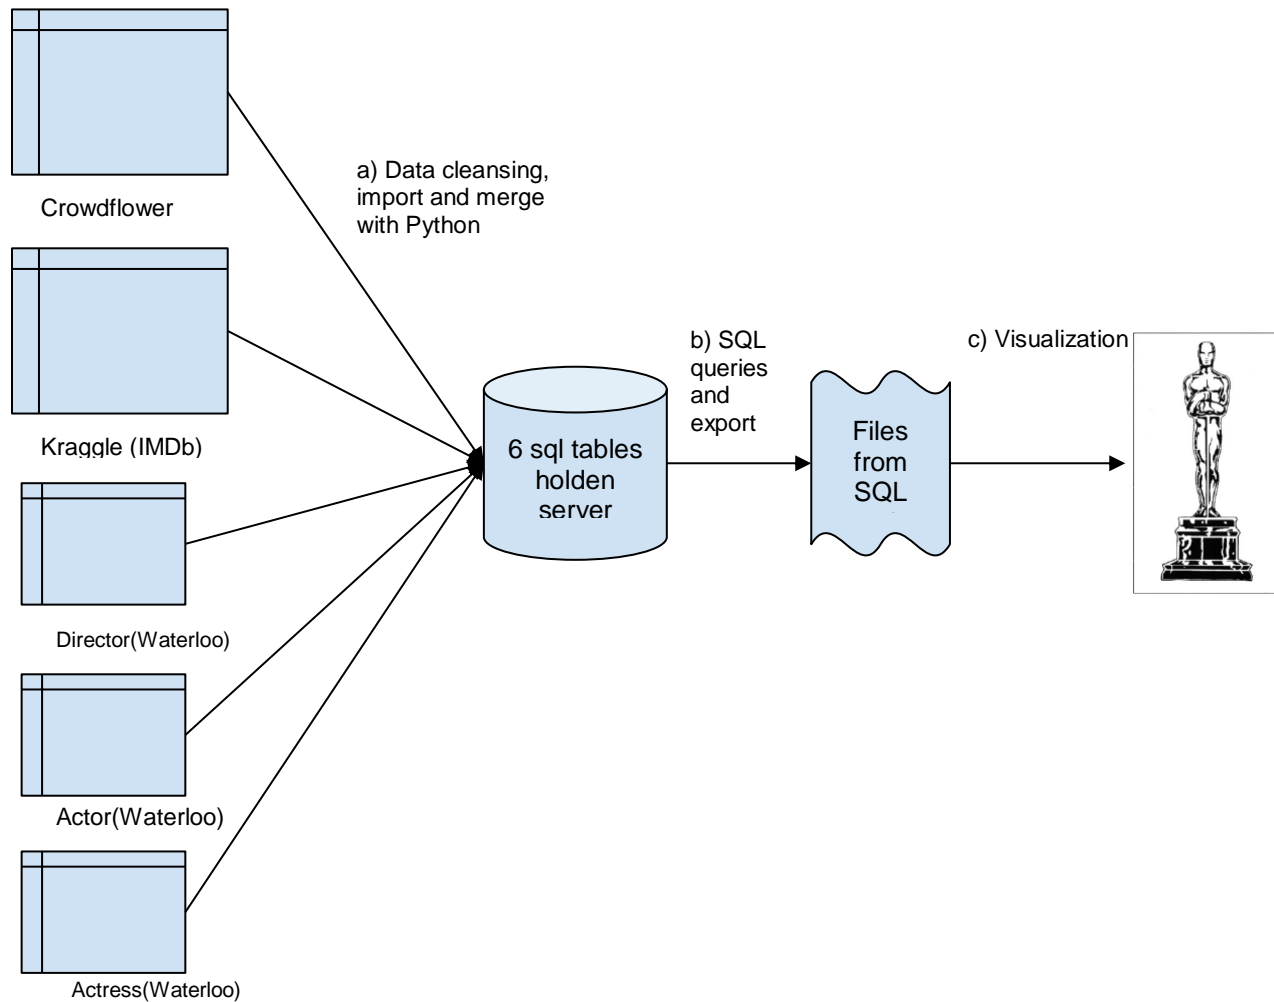 Crowdflower
a) Data cleansing,
import and merge
with Python
Kraggle (IMDb)
Director(Waterloo)
Actor(Waterloo)
Actress(Waterloo)
6 sql tables
holden
server
b) SQL
queries
and
export
Files
from
SQL
c) Visualization